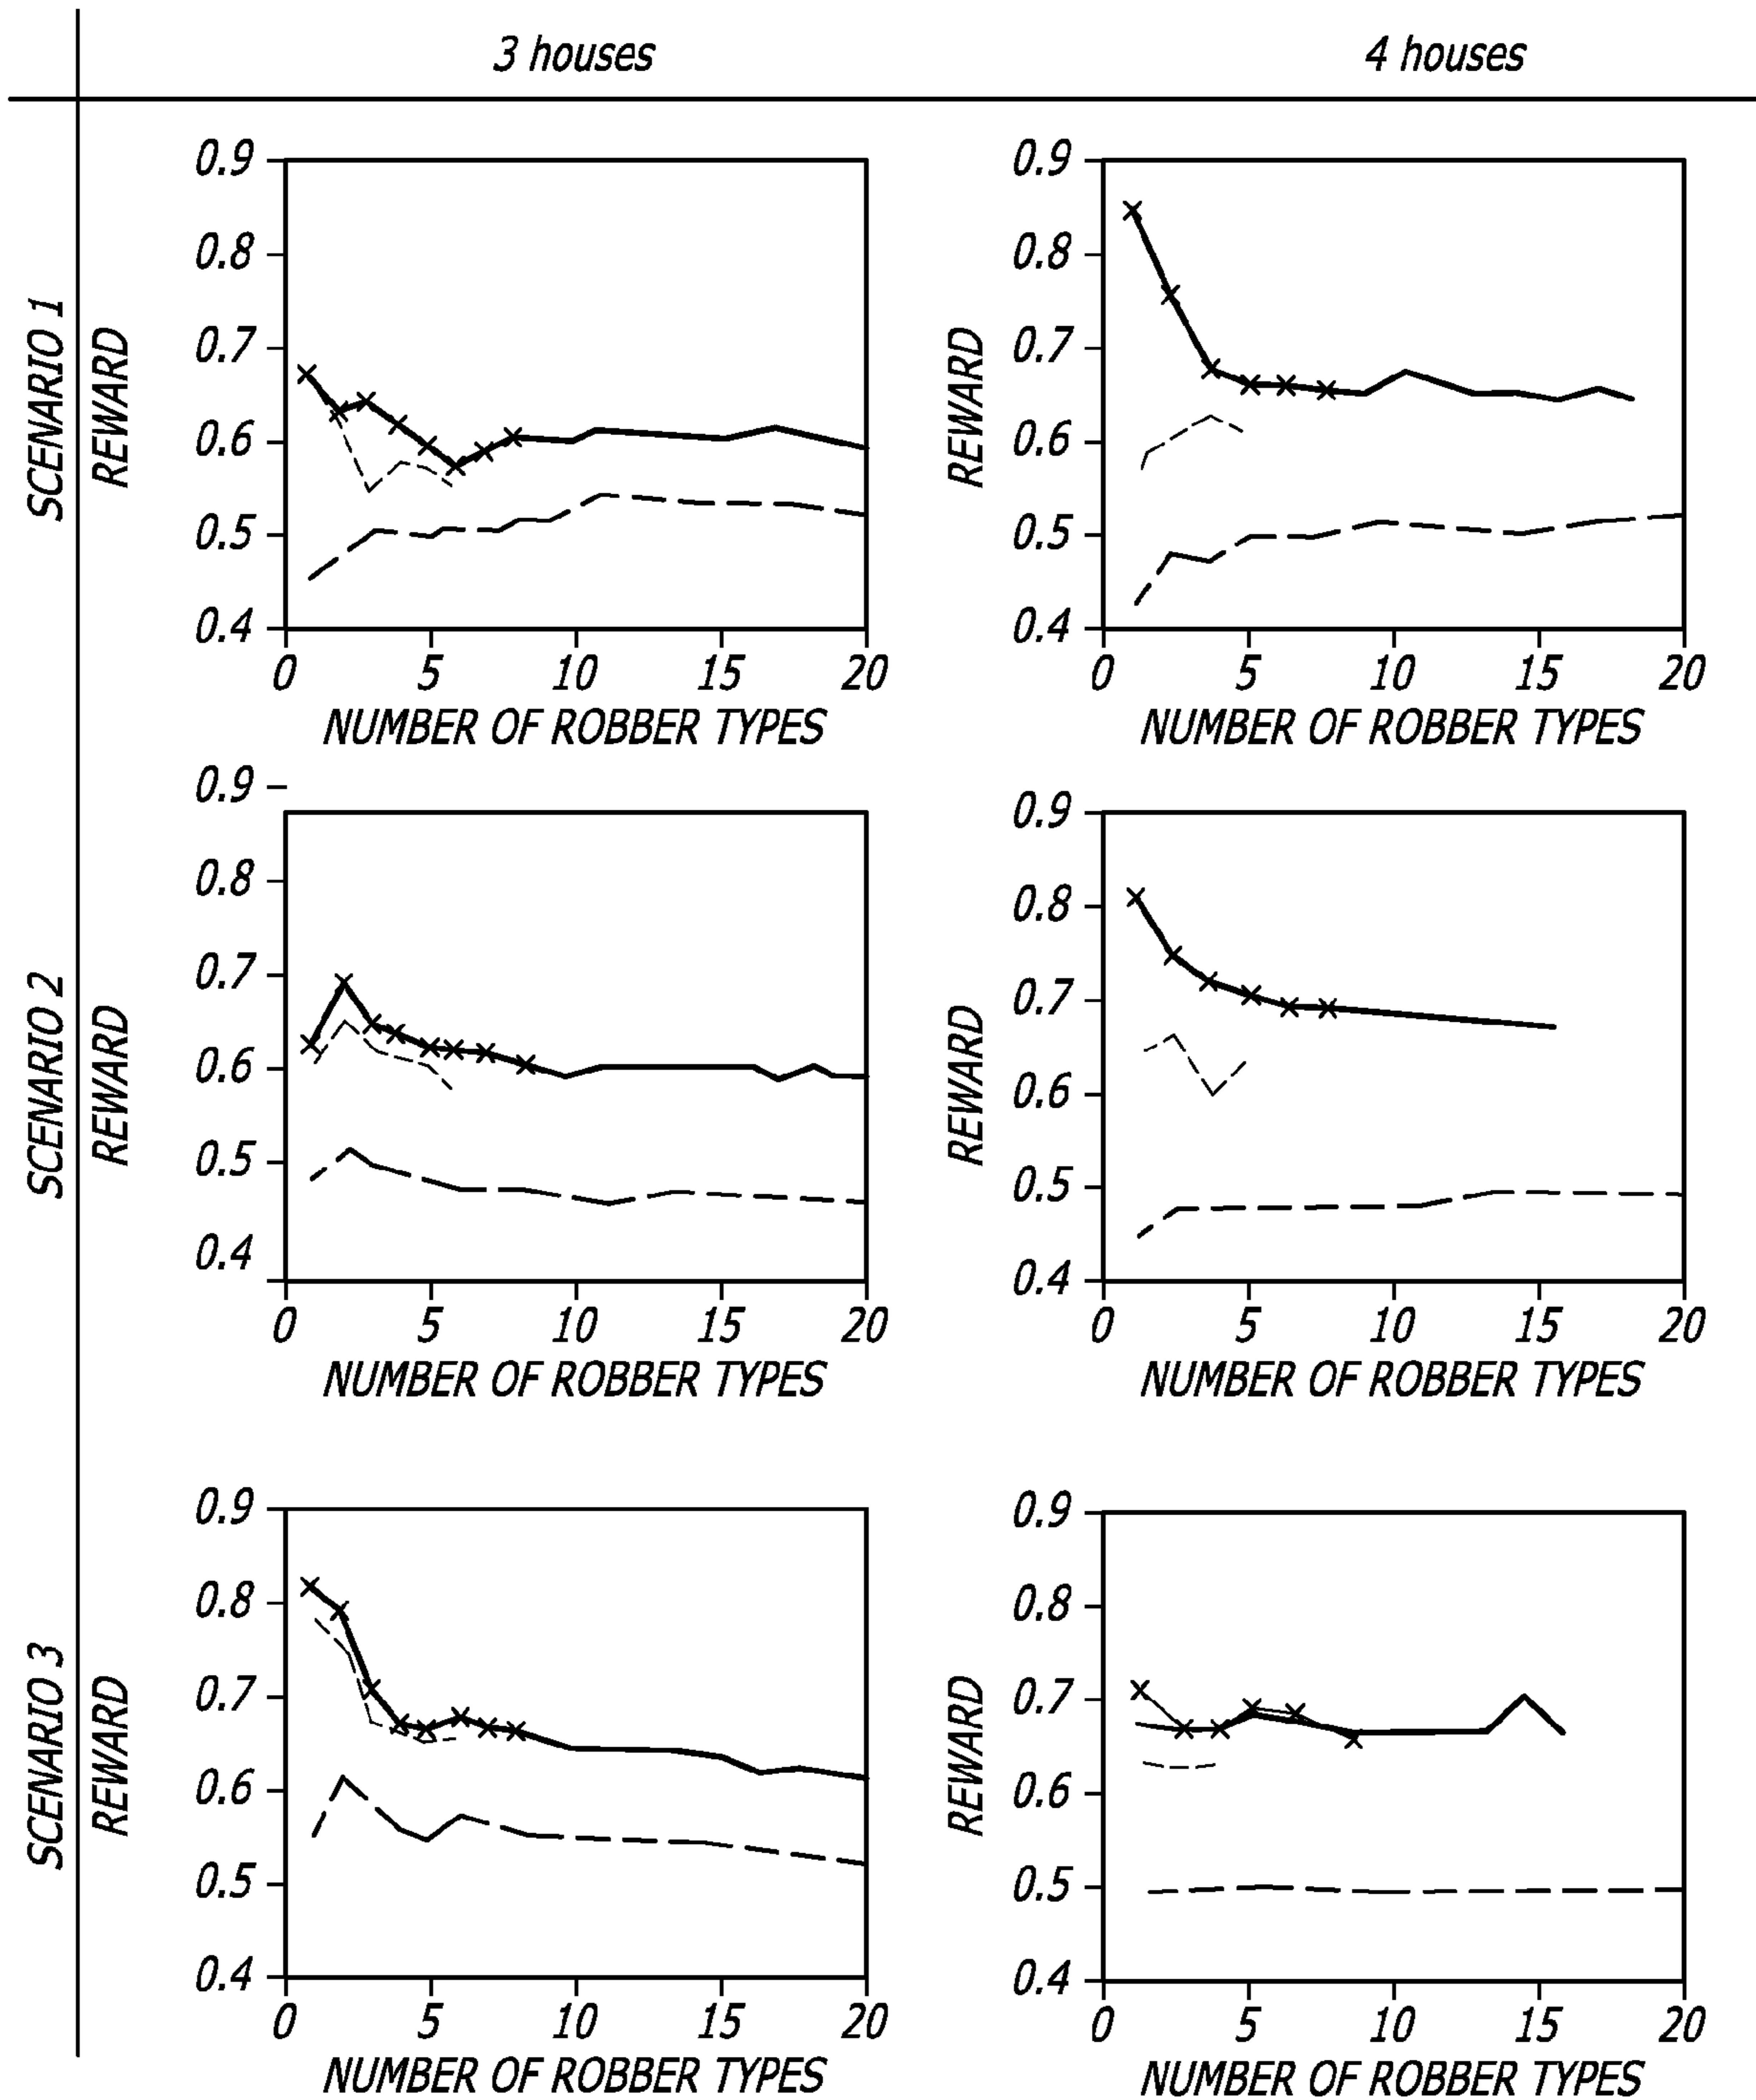 3 houses 4 houses
SCENARIO 1
REWARD
0.9
0.8
0.7
0.6
0.5
0.4
0 5 10 15 20
NUMBER OF ROBBER TYPES
REWARD
0.9
0.8
0.7
0.6
0.5
0.4
0 5 10 15 20
NUMBER OF ROBBER TYPES
SCENARIO 2
REWARD
0.9
0.8
0.7
0.6
0.5
0.4
0 5 10 15 20
NUMBER OF ROBBER TYPES
REWARD
0.9
0.8
0.7
0.6
0.5
0.4
0 5 10 15 20
NUMBER OF ROBBER TYPES
SCENARIO 3
REWARD
0.9
0.8
0.7
0.6
0.5
0.4
0 5 10 15 20
NUMBER OF ROBBER TYPES
REWARD
0.9
0.8
0.7
0.6
0.5
0.4
0 5 10 15 20
NUMBER OF ROBBER TYPES